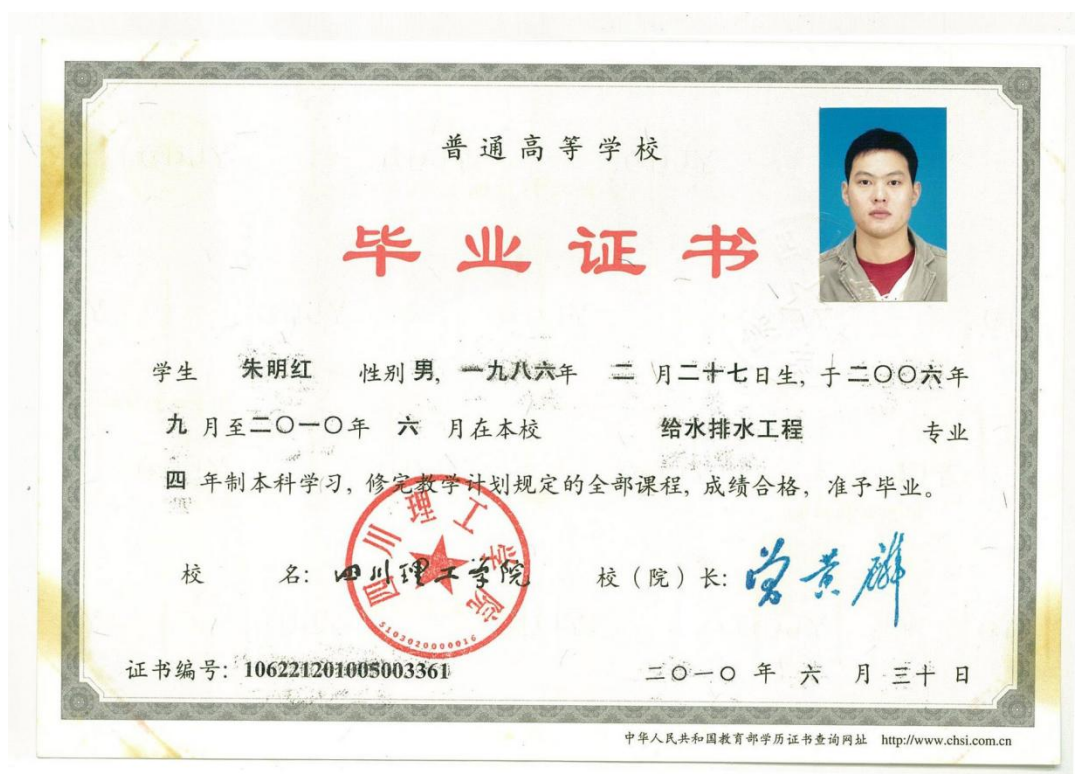 普通高等学校
毕业证书
学生 朱明红 性别 男, 一九八六年 二 月二十七日生, 于二〇〇六年
九 月至二〇一〇年 六 月在本校 给水排水工程 专业
四 年制本科学习, 修完教学计划规定的全部课程, 成绩合格, 准予毕业。
校 名: 四川理工学院 校(院)长: 曾黄麟
四川理工学院
5103020000016
证书编号: 106221201005003361 二〇一〇 年 六 月 三十 日
中华人民共和国教育部学历证书查询网址 http://www.chsi.com.cn